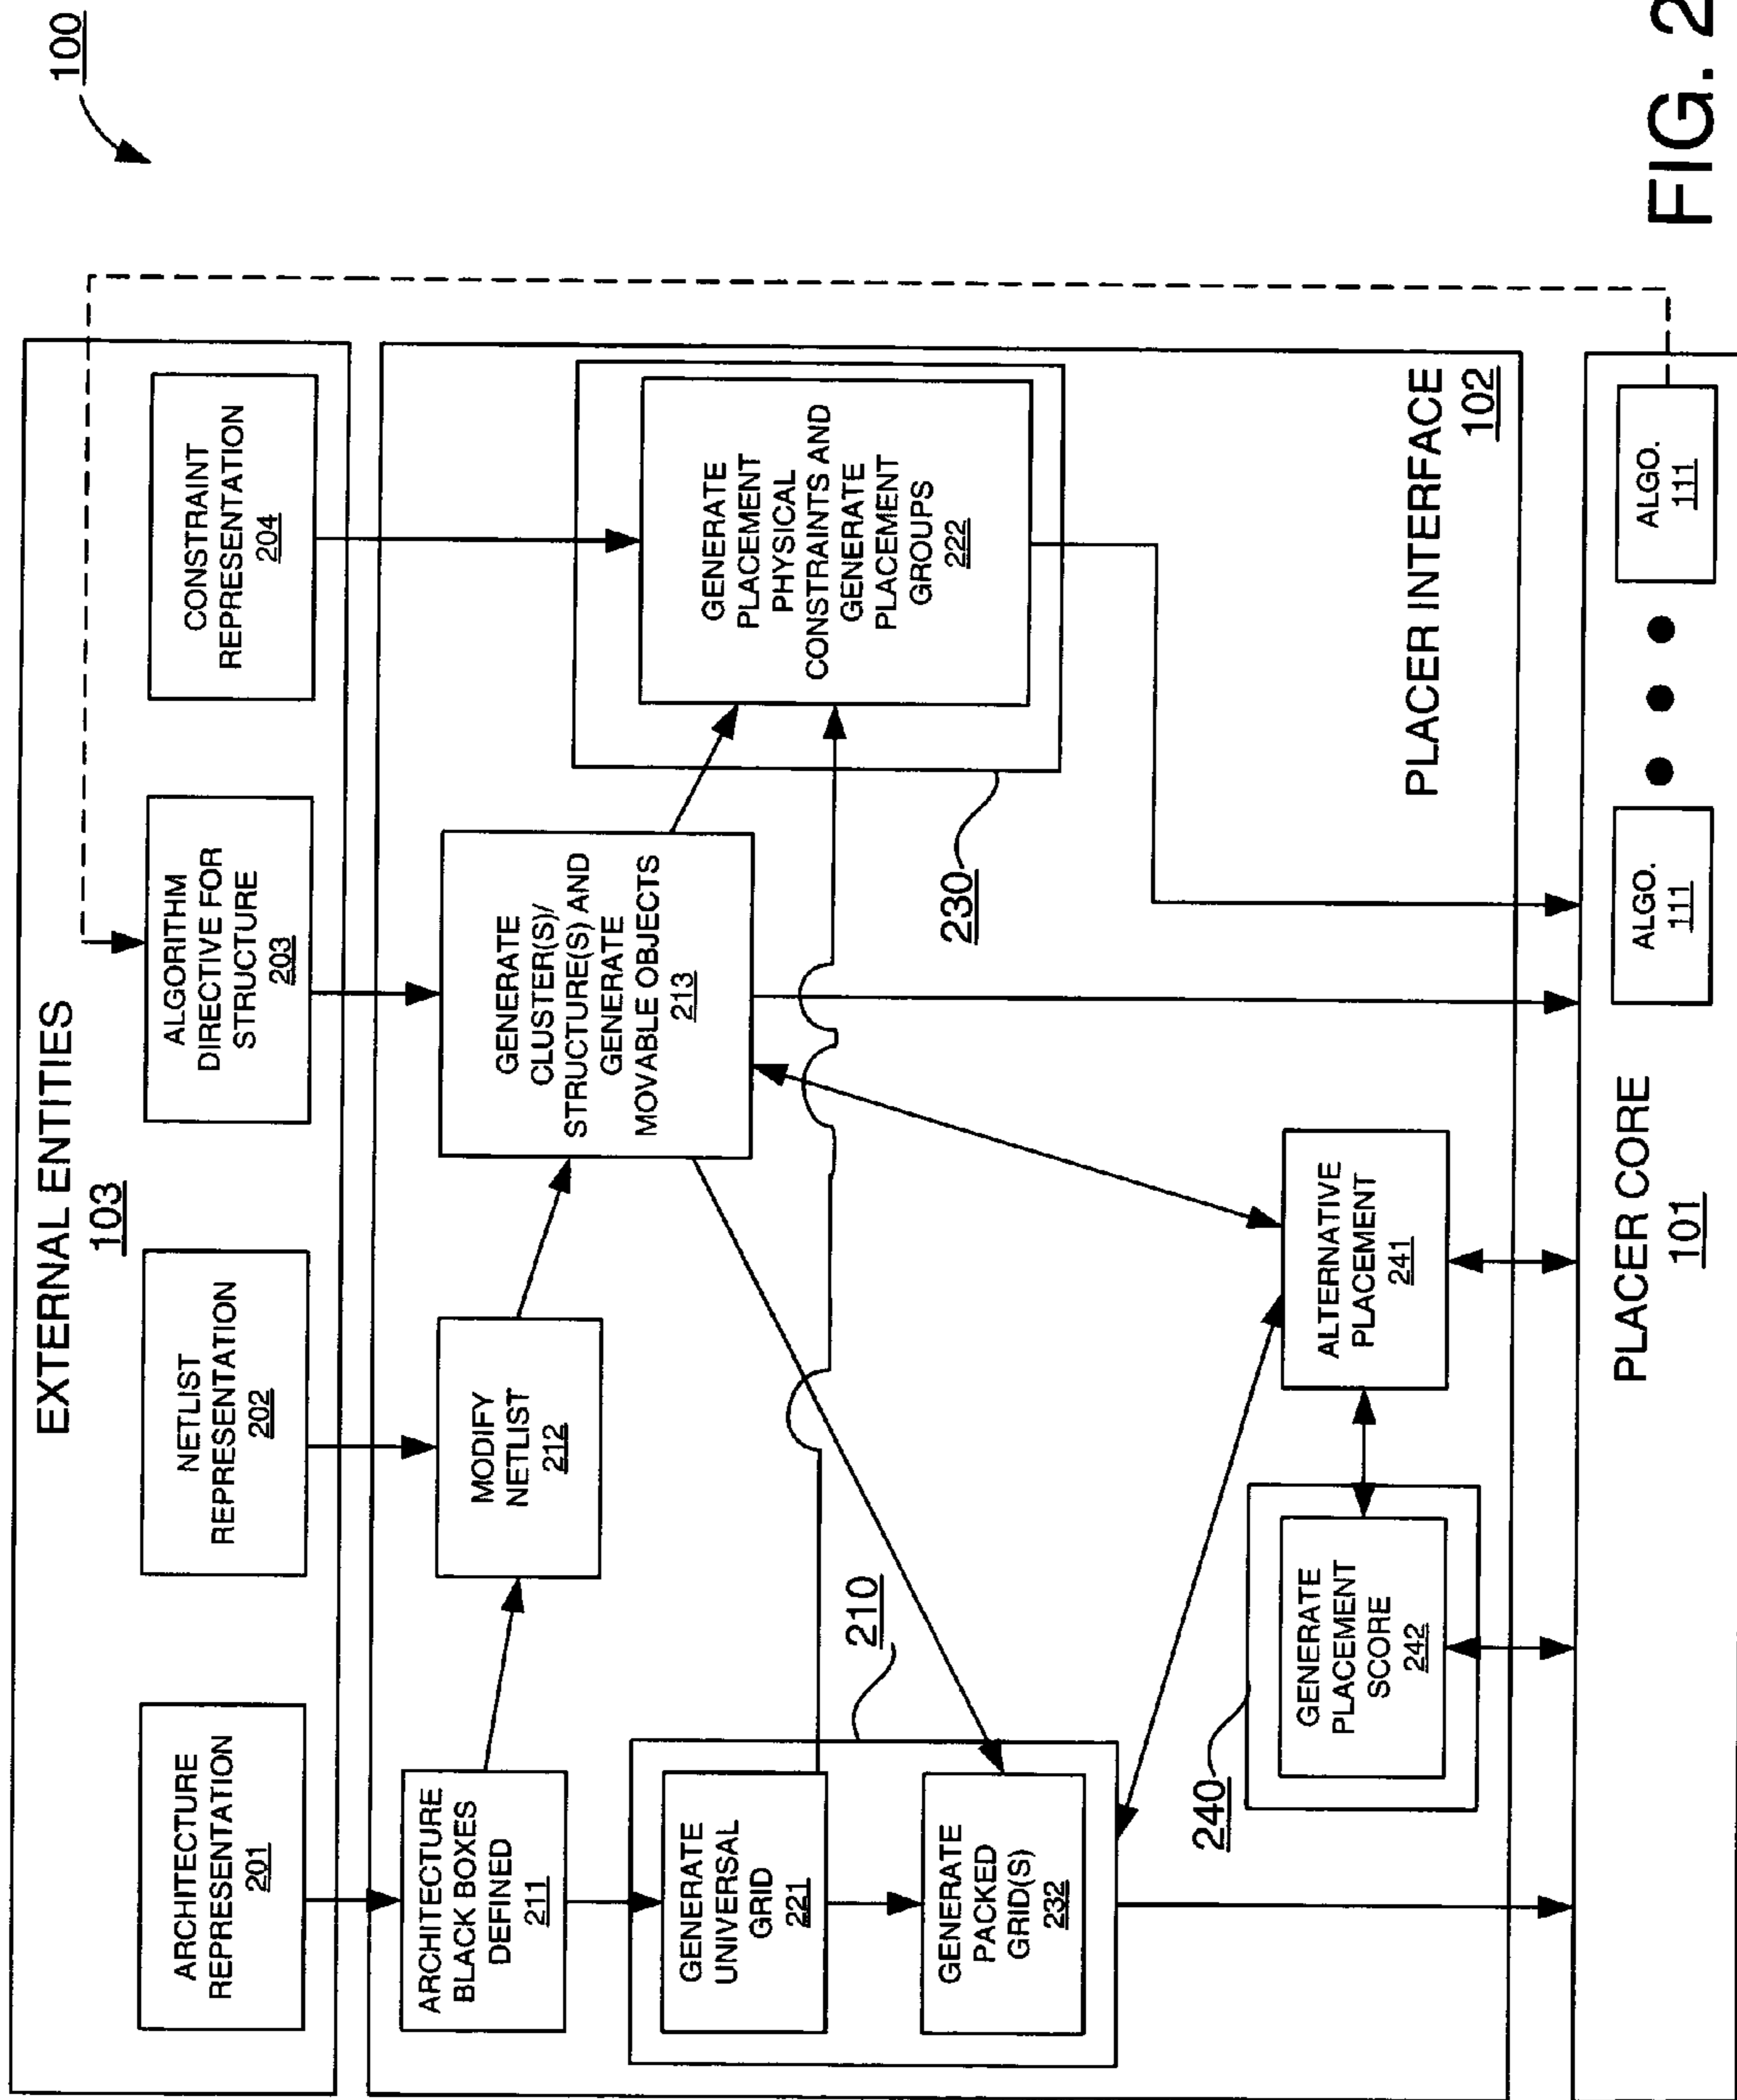 100
EXTERNAL ENTITIES
103
ARCHITECTURE
REPRESENTATION
201
NETLIST
REPRESENTATION
202
ALGORITHM
DIRECTIVE FOR
STRUCTURE
203
CONSTRAINT
REPRESENTATION
204
ARCHITECTURE
BLACK BOXES
DEFINED
211
MODIFY
NETLIST
212
GENERATE
CLUSTER(S)/
STRUCTURE(S) AND
GENERATE
MOVABLE OBJECTS
213
GENERATE
PLACEMENT
PHYSICAL
CONSTRAINTS AND
GENERATE
PLACEMENT
GROUPS
222
230
210
GENERATE
UNIVERSAL
GRID
221
GENERATE
PACKED
GRID(S)
232
240
GENERATE
PLACEMENT
SCORE
242
ALTERNATIVE
PLACEMENT
241
PLACER INTERFACE
102
PLACER CORE
101
ALGO.
111
ALGO.
111
FIG. 2